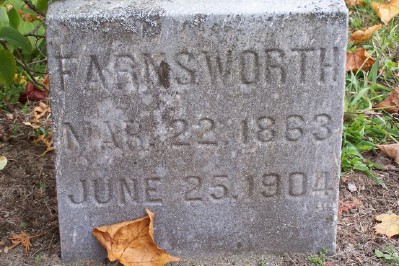 FARNSWORTH
MAR. 22, 1863
JUNE 25, 1904